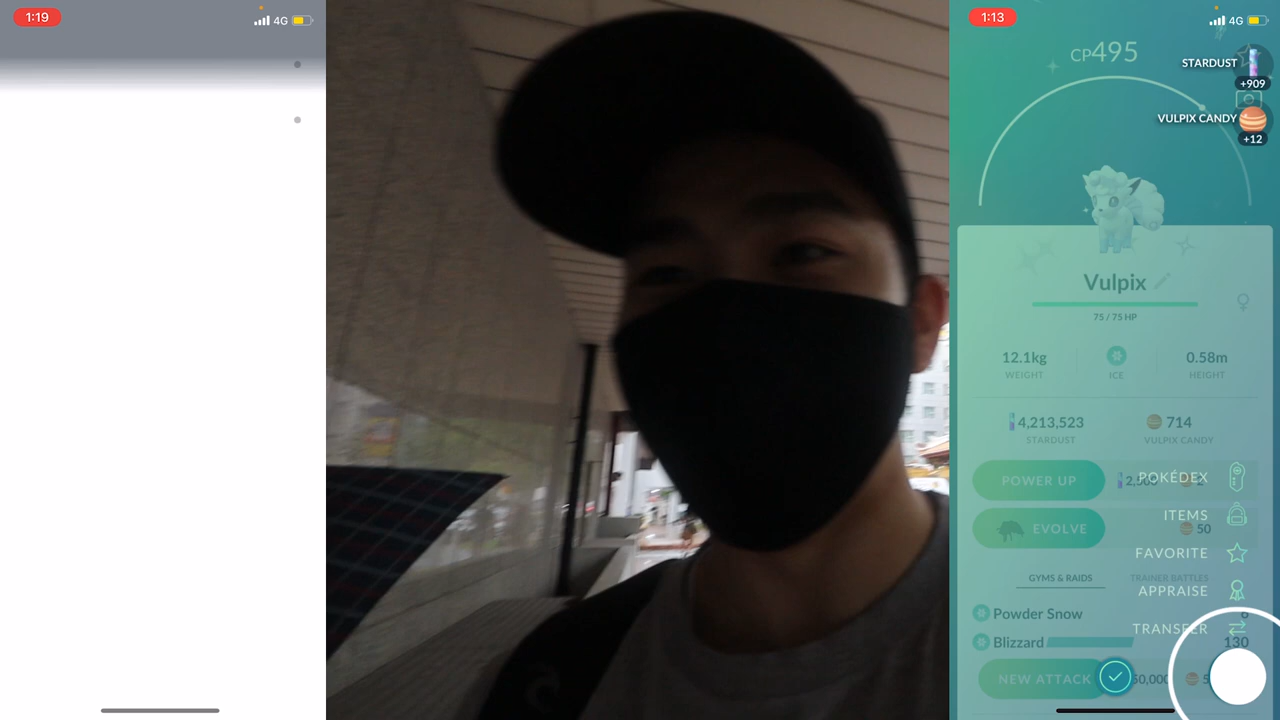 1:19
4G
1:13
4G
CP495
STARDUST
+909
VULPIX CANDY
+12
Vulpix
75 / 75 HP
12.1kg
WEIGHT
ICE
0.58m
HEIGHT
4,213,523
STARDUST
714
VULPIX CANDY
POWER UP
POKÉDEX
ITEMS
EVOLVE
50
FAVORITE
GYMS & RAIDS
TRAINER BATTLES
APPRAISE
Powder Snow
TRANSFER
Blizzard
130
NEW ATTACK